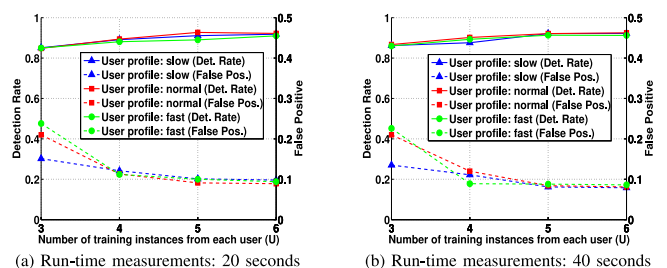 1
0.8
0.6
0.4
0.2
0
Detection Rate
User profile: slow (Det. Rate)
User profile: slow (False Pos.)
User profile: normal (Det. Rate)
User profile: normal (False Pos.)
User profile: fast (Det. Rate)
User profile: fast (False Pos.)
0.5
0.4
0.3
0.2
0.1
0
False Positive
3 4 5 6
Number of training instances from each user (U)
(a) Run-time measurements: 20 seconds
1
0.8
0.6
0.4
0.2
0
Detection Rate
User profile: slow (Det. Rate)
User profile: slow (False Pos.)
User profile: normal (Det. Rate)
User profile: normal (False Pos.)
User profile: fast (Det. Rate)
User profile: fast (False Pos.)
0.5
0.4
0.3
0.2
0.1
0
False Positive
3 4 5 6
Number of training instances from each user (U)
(b) Run-time measurements: 40 seconds